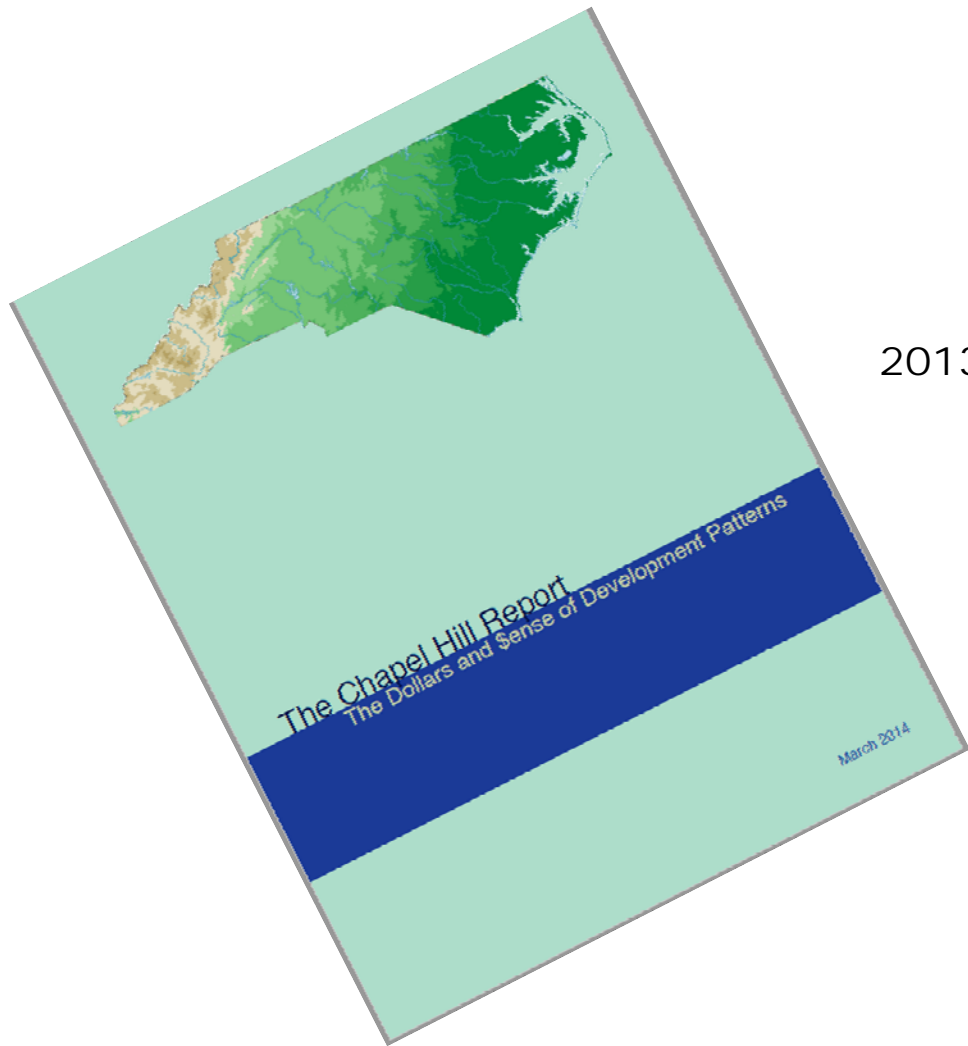 2013
The Chapel Hill Report
The Dollars and $ense of Development Patterns
March 2014